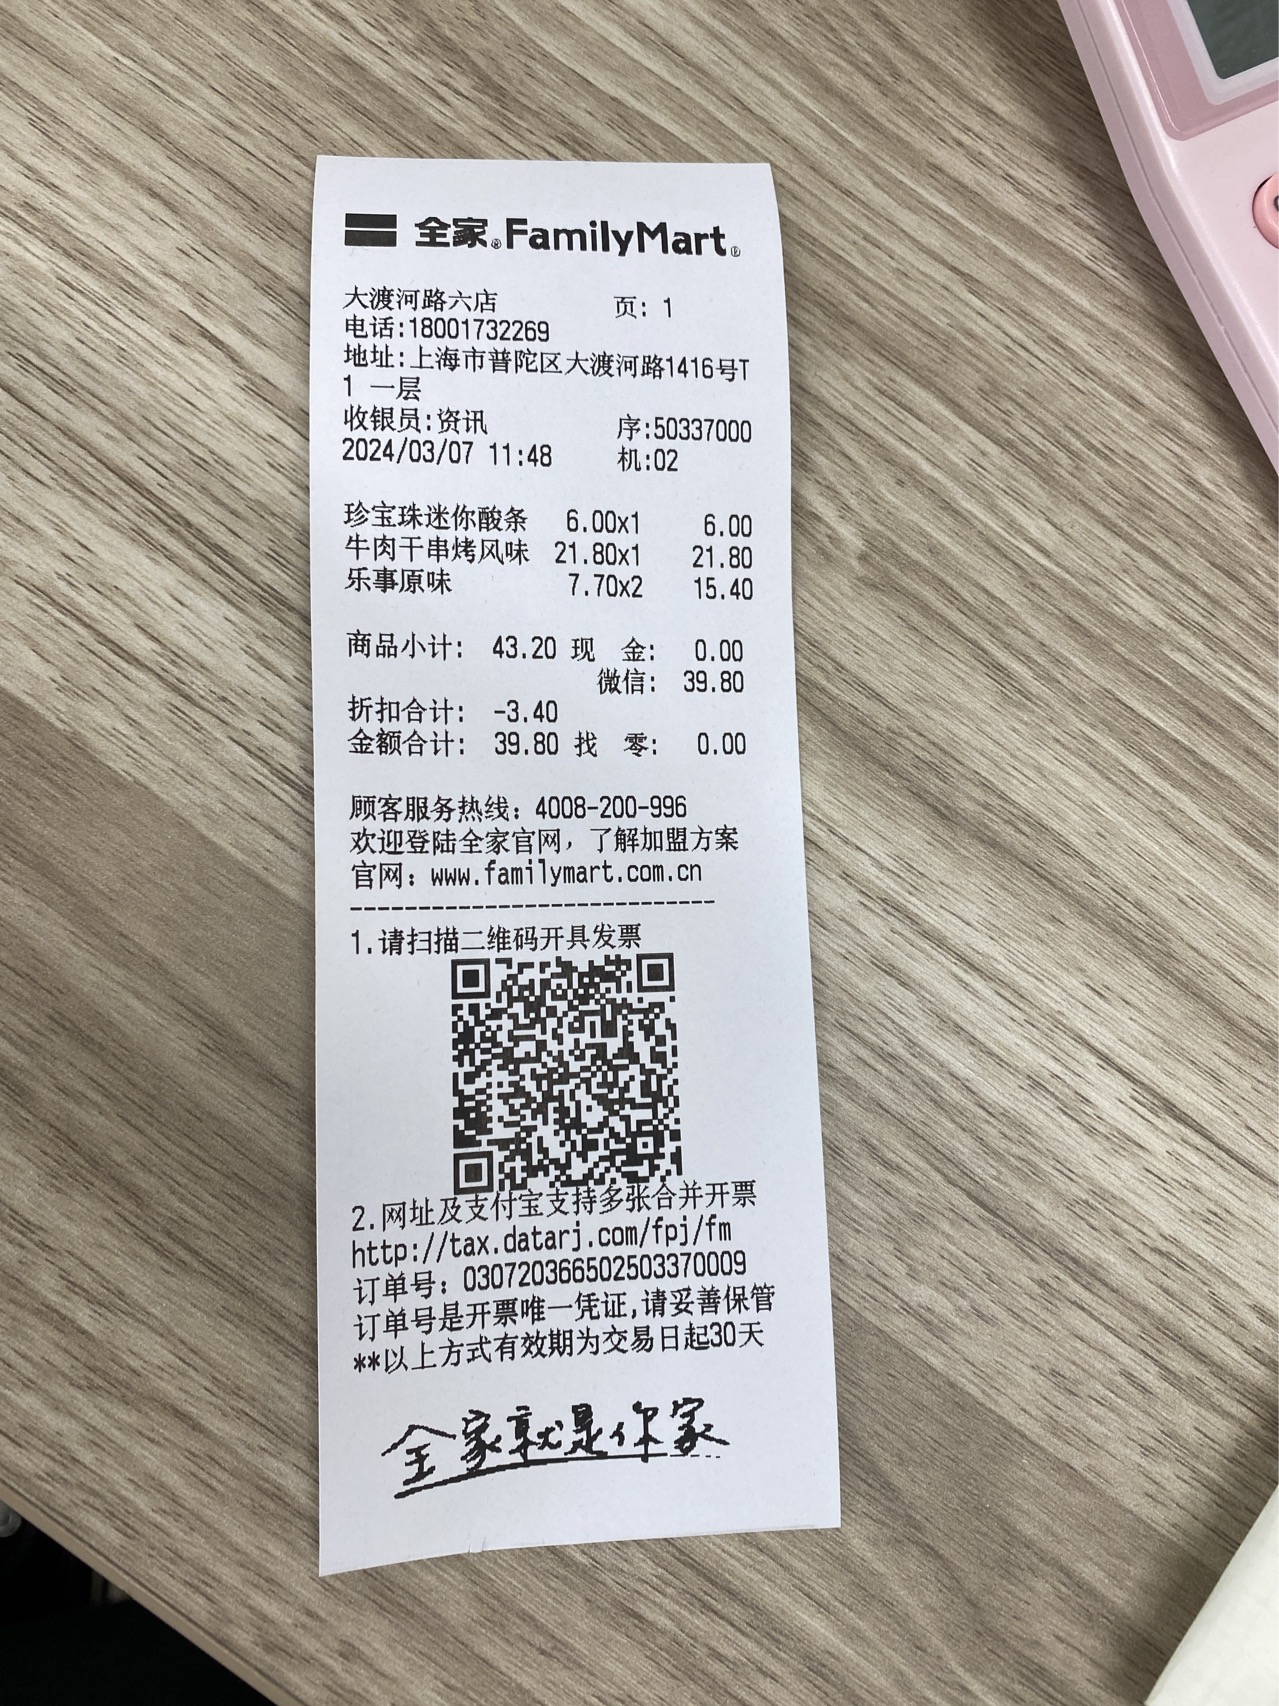 全家® FamilyMart®
大渡河路六店 页: 1
电话:18001732269
地址:上海市普陀区大渡河路1416号T
1 一层
收银员:资讯 序:50337000
2024/03/07 11:48 机:02
珍宝珠迷你酸条 6.00x1 6.00
牛肉干串烤风味 21.80x1 21.80
乐事原味 7.70x2 15.40
商品小计: 43.20 现 金: 0.00
微信: 39.80
折扣合计: -3.40
金额合计: 39.80 找 零: 0.00
顾客服务热线: 4008-200-996
欢迎登陆全家官网, 了解加盟方案
官网: www.familymart.com.cn
----------------------------
1.请扫描二维码开具发票
2.网址及支付宝支持多张合并开票
http://tax.datarj.com/fpj/fm
订单号: 030720366502503370009
订单号是开票唯一凭证,请妥善保管
**以上方式有效期为交易日起30天
全家就是你家